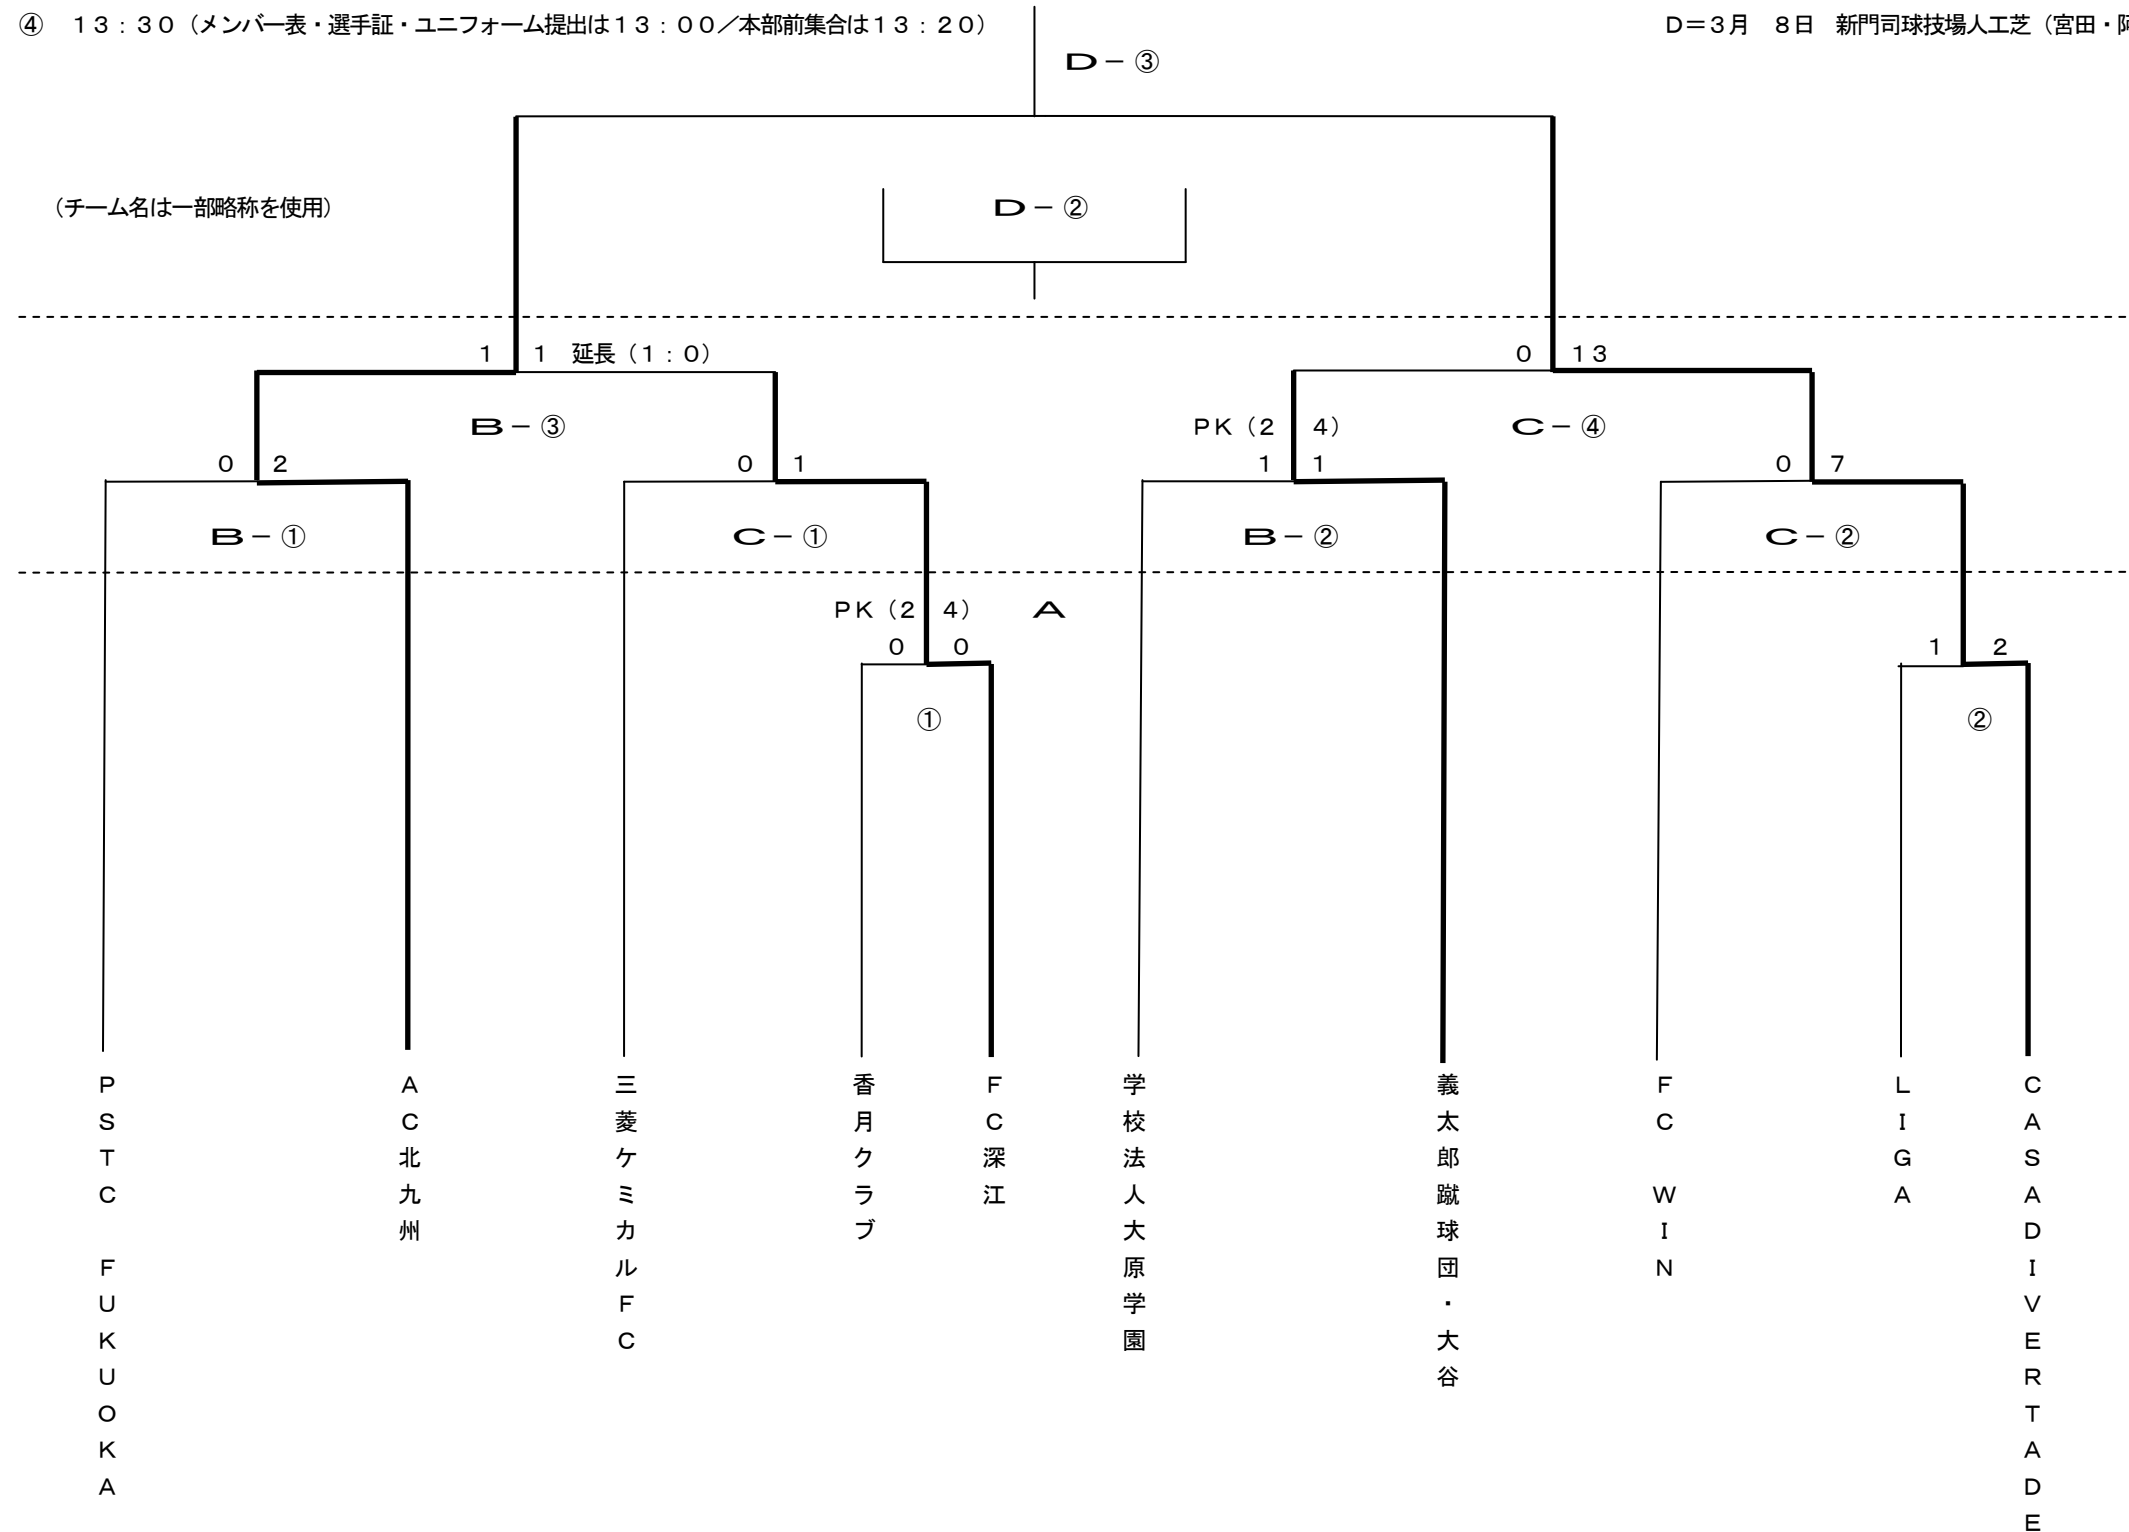 ④　１３：３０（メンバー表・選手証・ユニフォーム提出は１３：００／本部前集合は１３：２０）
Ｄ＝３月　８日　新門司球技場人工芝（宮田・
Ｄ－③
（チーム名は一部略称を使用）
Ｄ－②
１　１　延長（１：０）
０　１３
Ｂ－③
ＰＫ（２　４）
Ｃ－④
０　２
０　１
１　１
０　７
Ｂ－①
Ｃ－①
Ｂ－②
Ｃ－②
ＰＫ（２　４）
Ａ
０　０
１　２
①
②
ＰＳＴＣ　ＦＵＫＵＯＫＡ
ＡＣ北九州
三菱ケミカルＦＣ
香月クラブ
ＦＣ深江
学校法人大原学園
義太郎蹴球団・大谷
ＦＣ　ＷＩＮ
ＬＩＧＡ
ＣＡＳＡＤＩＶＥＲＴＡＤＥ